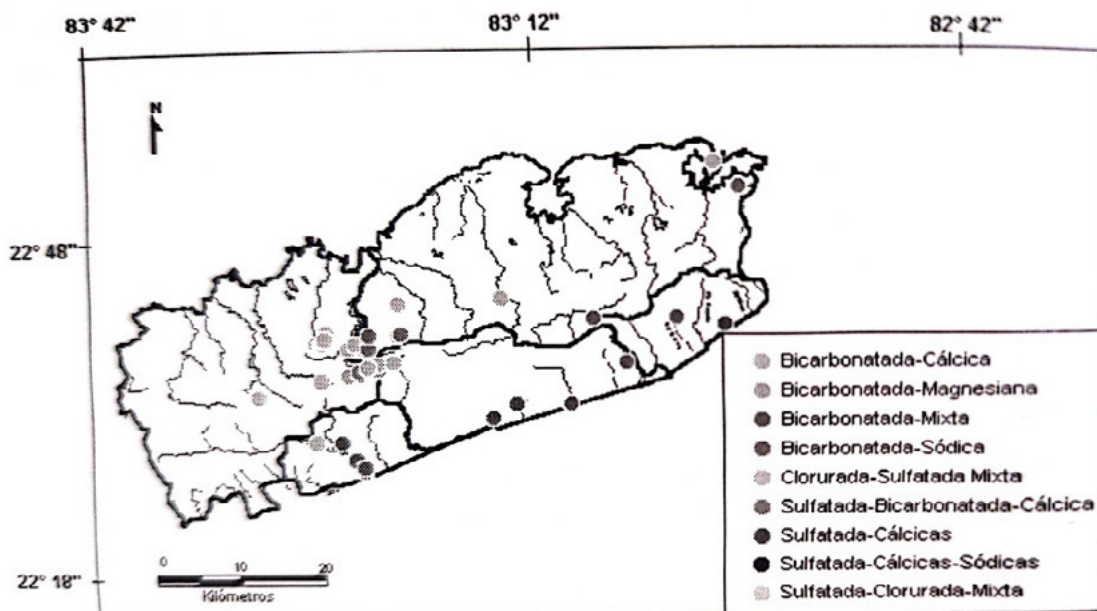 83° 42"
83° 12"
82° 42"
N
22° 48"
22° 18"
0 10 20
Kilómetros
Bicarbonatada-Cálcica
Bicarbonatada-Magnesiana
Bicarbonatada-Mixta
Bicarbonatada-Sódica
Clorurada-Sulfatada Mixta
Sulfatada-Bicarbonatada-Cálcica
Sulfatada-Cálcicas
Sulfatada-Cálcicas-Sódicas
Sulfatada-Clorurada-Mixta